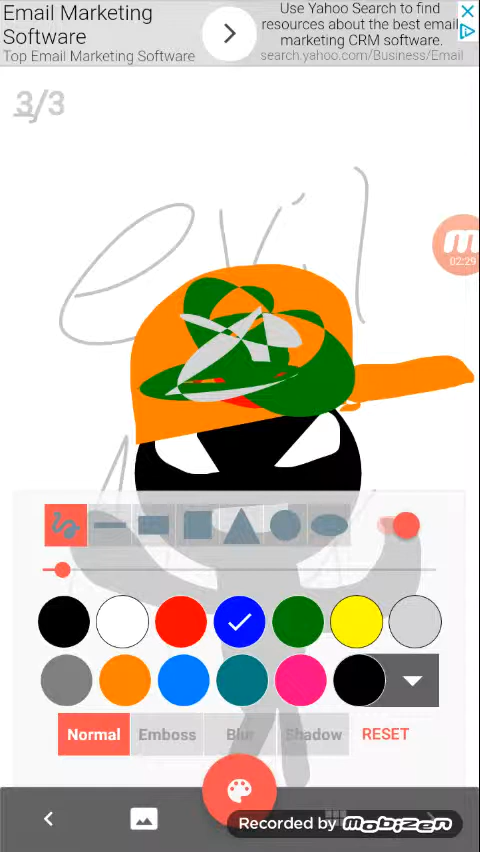 Email Marketing Software
Top Email Marketing Software
Use Yahoo Search to find
resources about the best email
marketing CRM software.
search.yahoo.com/Business/Email
3/3
evil
02:29
Normal
Emboss
Blur
Shadow
RESET
Recorded by mobizen